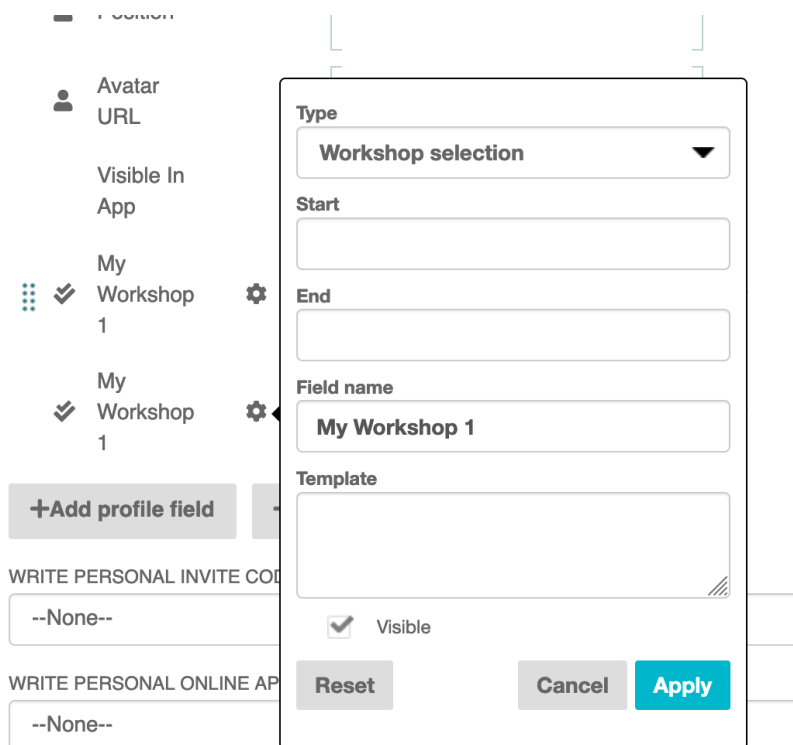 Position
Avatar
URL
Visible In
App
My
Workshop
1
My
Workshop
1
+Add profile field
WRITE PERSONAL INVITE COD
--None--
WRITE PERSONAL ONLINE AP
--None--
Type
Workshop selection
Start
End
Field name
My Workshop 1
Template
Visible
Reset
Cancel
Apply